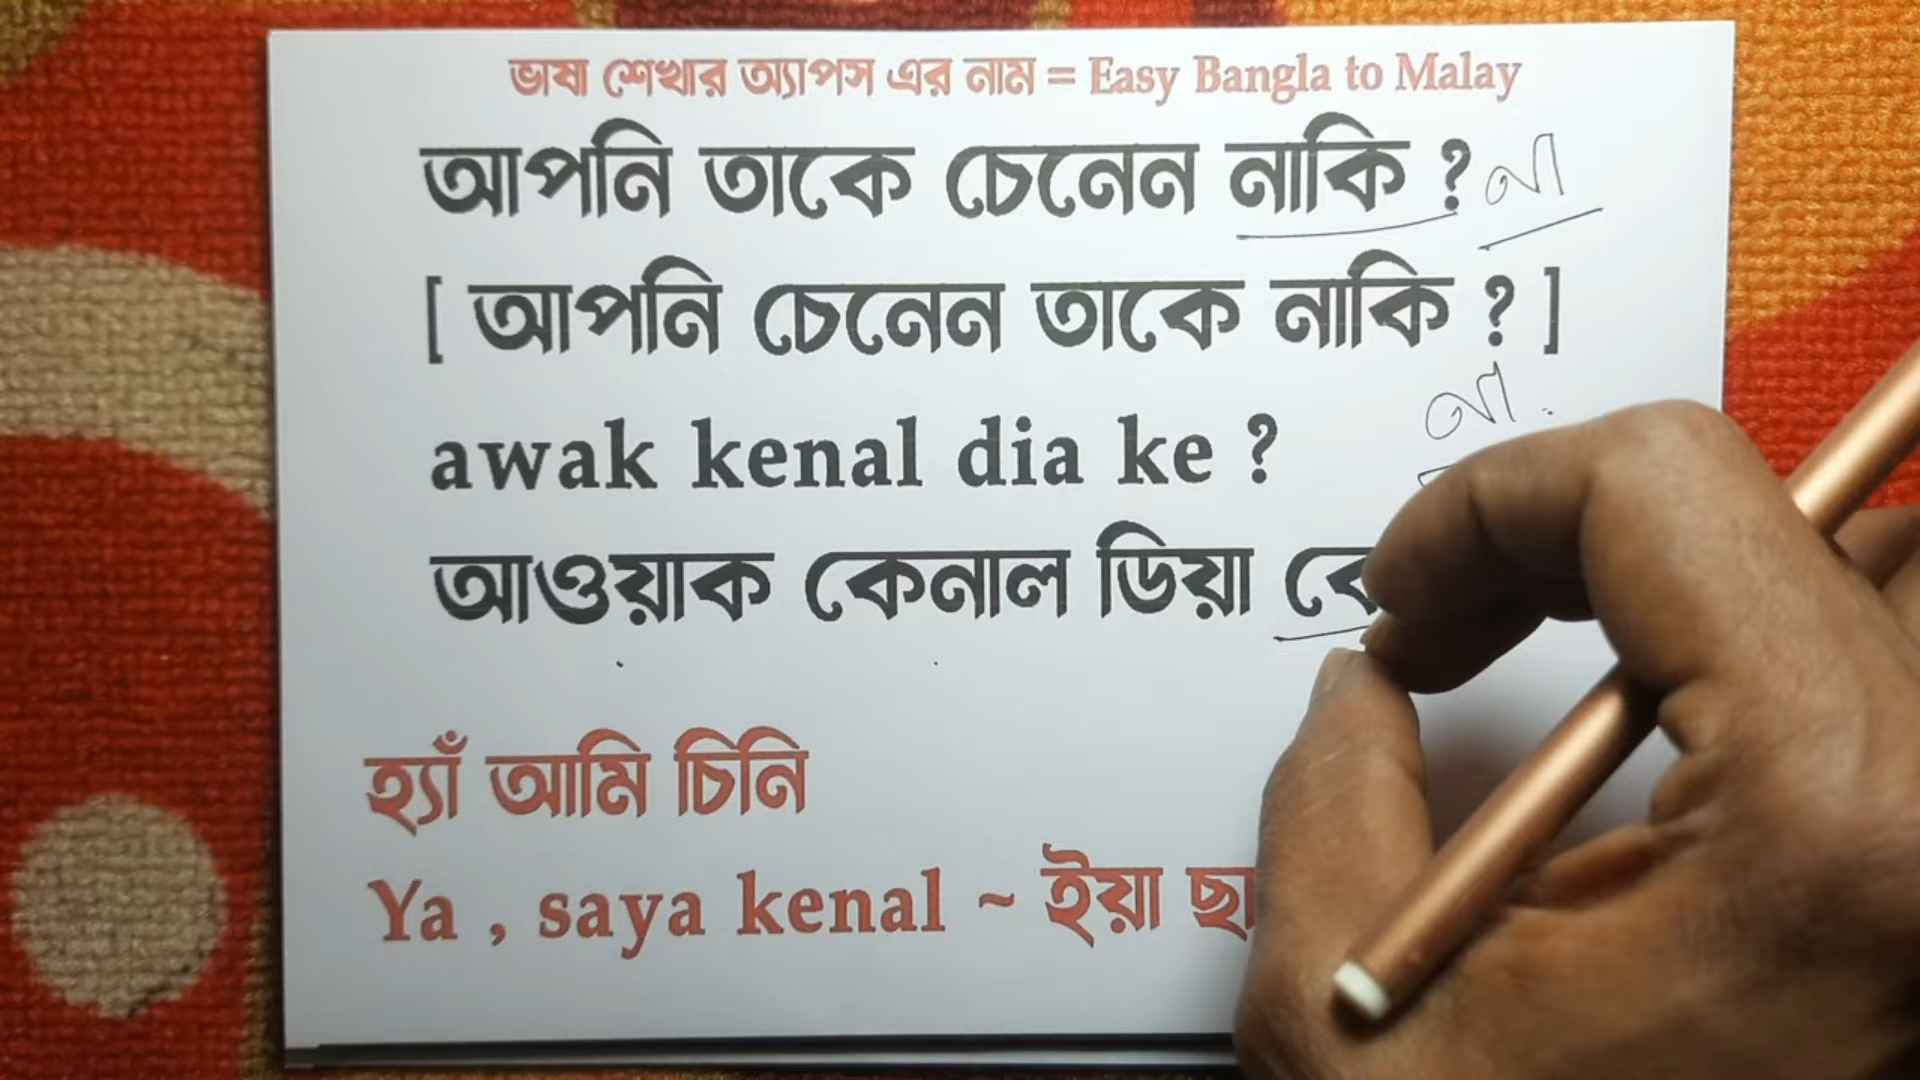 ভাষা শেখার অ্যাপস এর নাম = Easy Bangla to Malay
আপনি তাকে চেনেন নাকি ? না
[ আপনি চেনেন তাকে নাকি ? ]
না
awak kenal dia ke ?
আওয়াক কেনাল ডিয়া
হ্যাঁ আমি চিনি
Ya , saya kenal ~ ইয়া